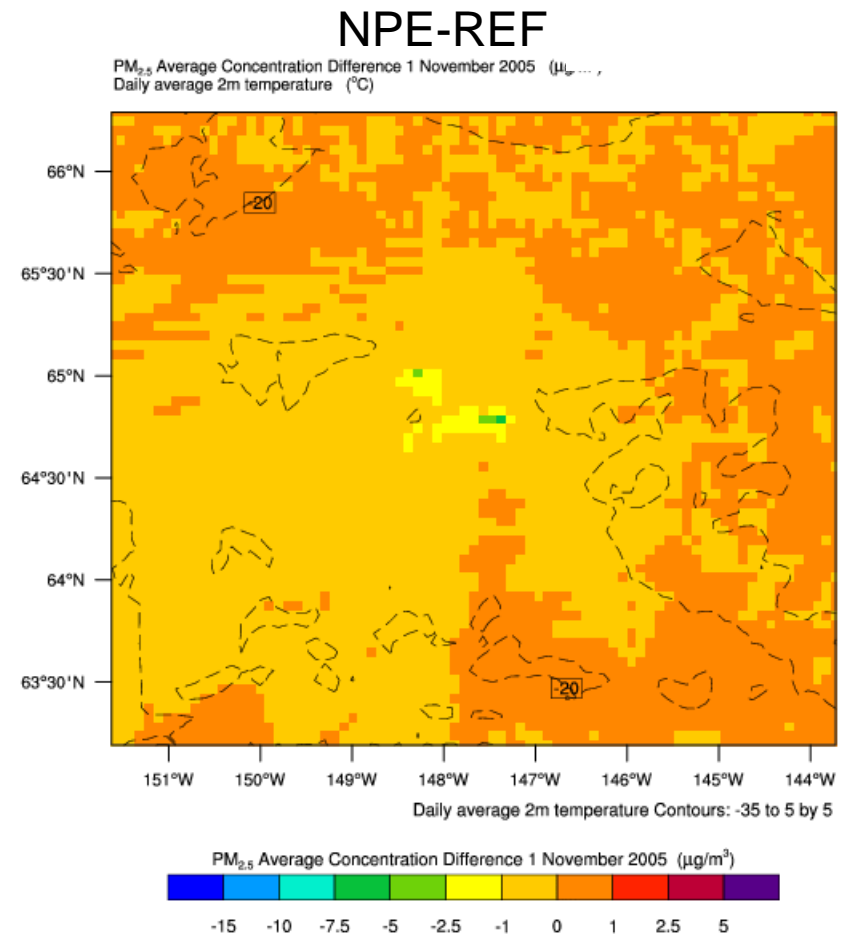 NPE-REF
PM2.5 Average Concentration Difference 1 November 2005
Daily average 2m temperature (°C)
66°N
-20
65°30'N
65°N
64°30'N
64°N
63°30'N
-20
151°W 150°W 149°W 148°W 147°W 146°W 145°W 144°W
Daily average 2m temperature Contours: -35 to 5 by 5
PM2.5 Average Concentration Difference 1 November 2005 (µg/m3)
-15 -10 -7.5 -5 -2.5 -1 0 1 2.5 5